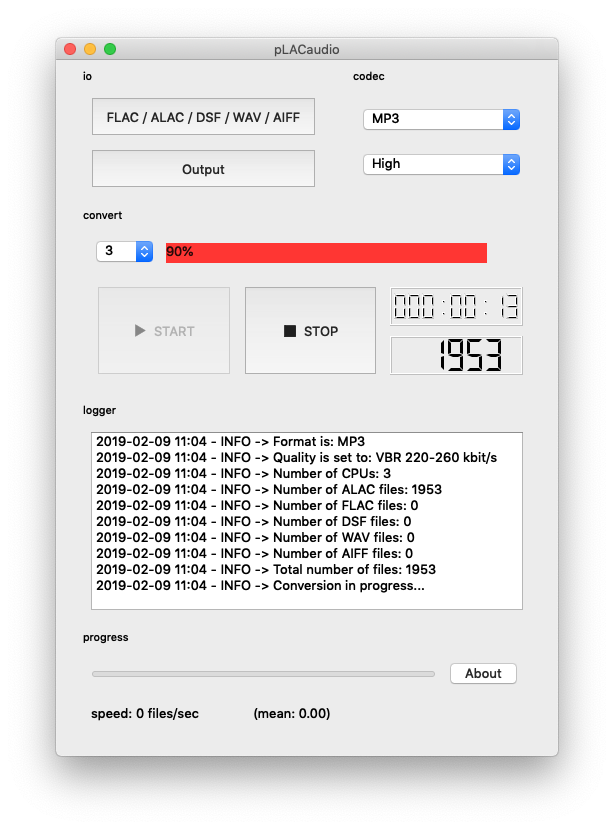 pLACaudio
io
codec
FLAC / ALAC / DSF / WAV / AIFF
MP3
Output
High
convert
3
90%
START
STOP
000:00:13
1953
logger
2019-02-09 11:04 - INFO -> Format is: MP3
2019-02-09 11:04 - INFO -> Quality is set to: VBR 220-260 kbit/s
2019-02-09 11:04 - INFO -> Number of CPUs: 3
2019-02-09 11:04 - INFO -> Number of ALAC files: 1953
2019-02-09 11:04 - INFO -> Number of FLAC files: 0
2019-02-09 11:04 - INFO -> Number of DSF files: 0
2019-02-09 11:04 - INFO -> Number of WAV files: 0
2019-02-09 11:04 - INFO -> Number of AIFF files: 0
2019-02-09 11:04 - INFO -> Total number of files: 1953
2019-02-09 11:04 - INFO -> Conversion in progress...
progress
About
speed: 0 files/sec (mean: 0.00)